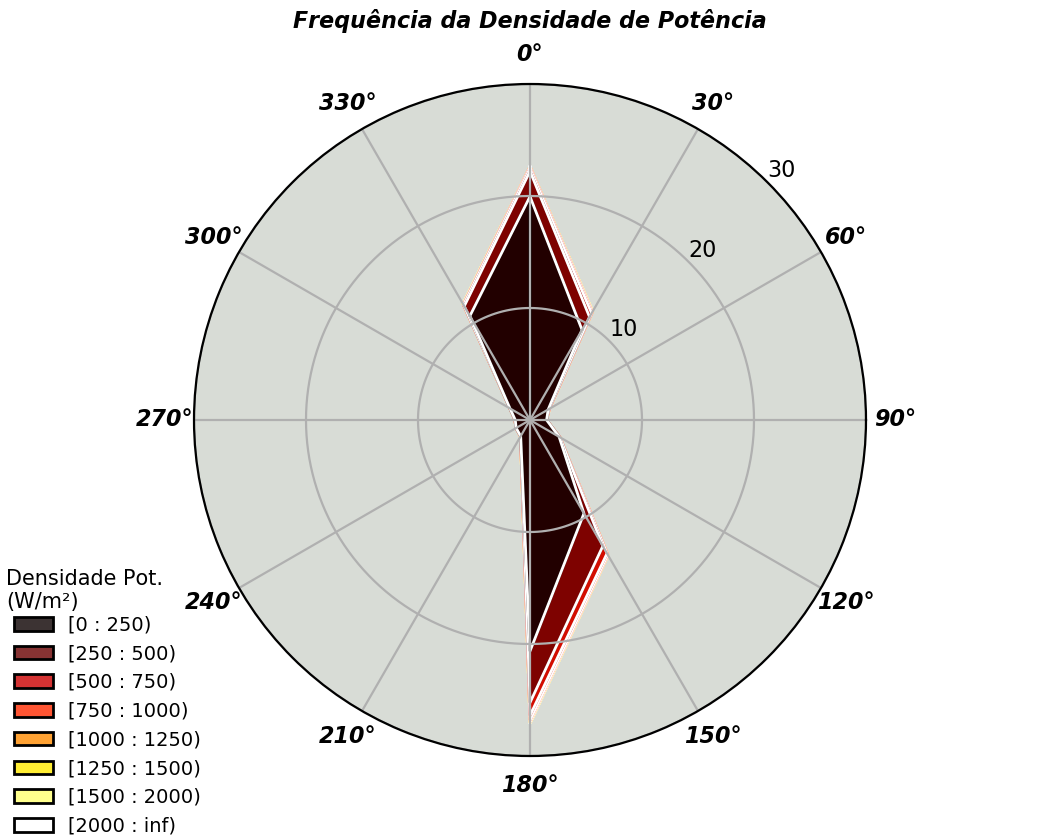 Frequência da Densidade de Potência
0°
330°
30°
30
300°
60°
20
10
270°
90°
Densidade Pot.
(W/m²)
240°
120°
[0 : 250)
[250 : 500)
[500 : 750)
[750 : 1000)
210°
150°
[1000 : 1250)
[1250 : 1500)
180°
[1500 : 2000)
[2000 : inf)